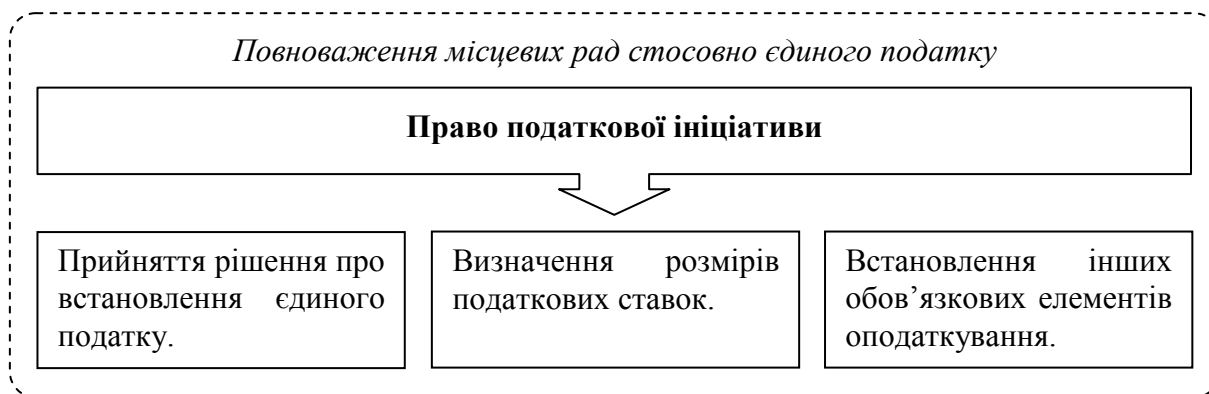 Повноваження місцевих рад стосовно єдиного податку
Право податкової ініціативи
Прийняття рішення про
встановлення єдиного
податку.
Визначення розмірів
податкових ставок.
Встановлення інших
обов’язкових елементів
оподаткування.